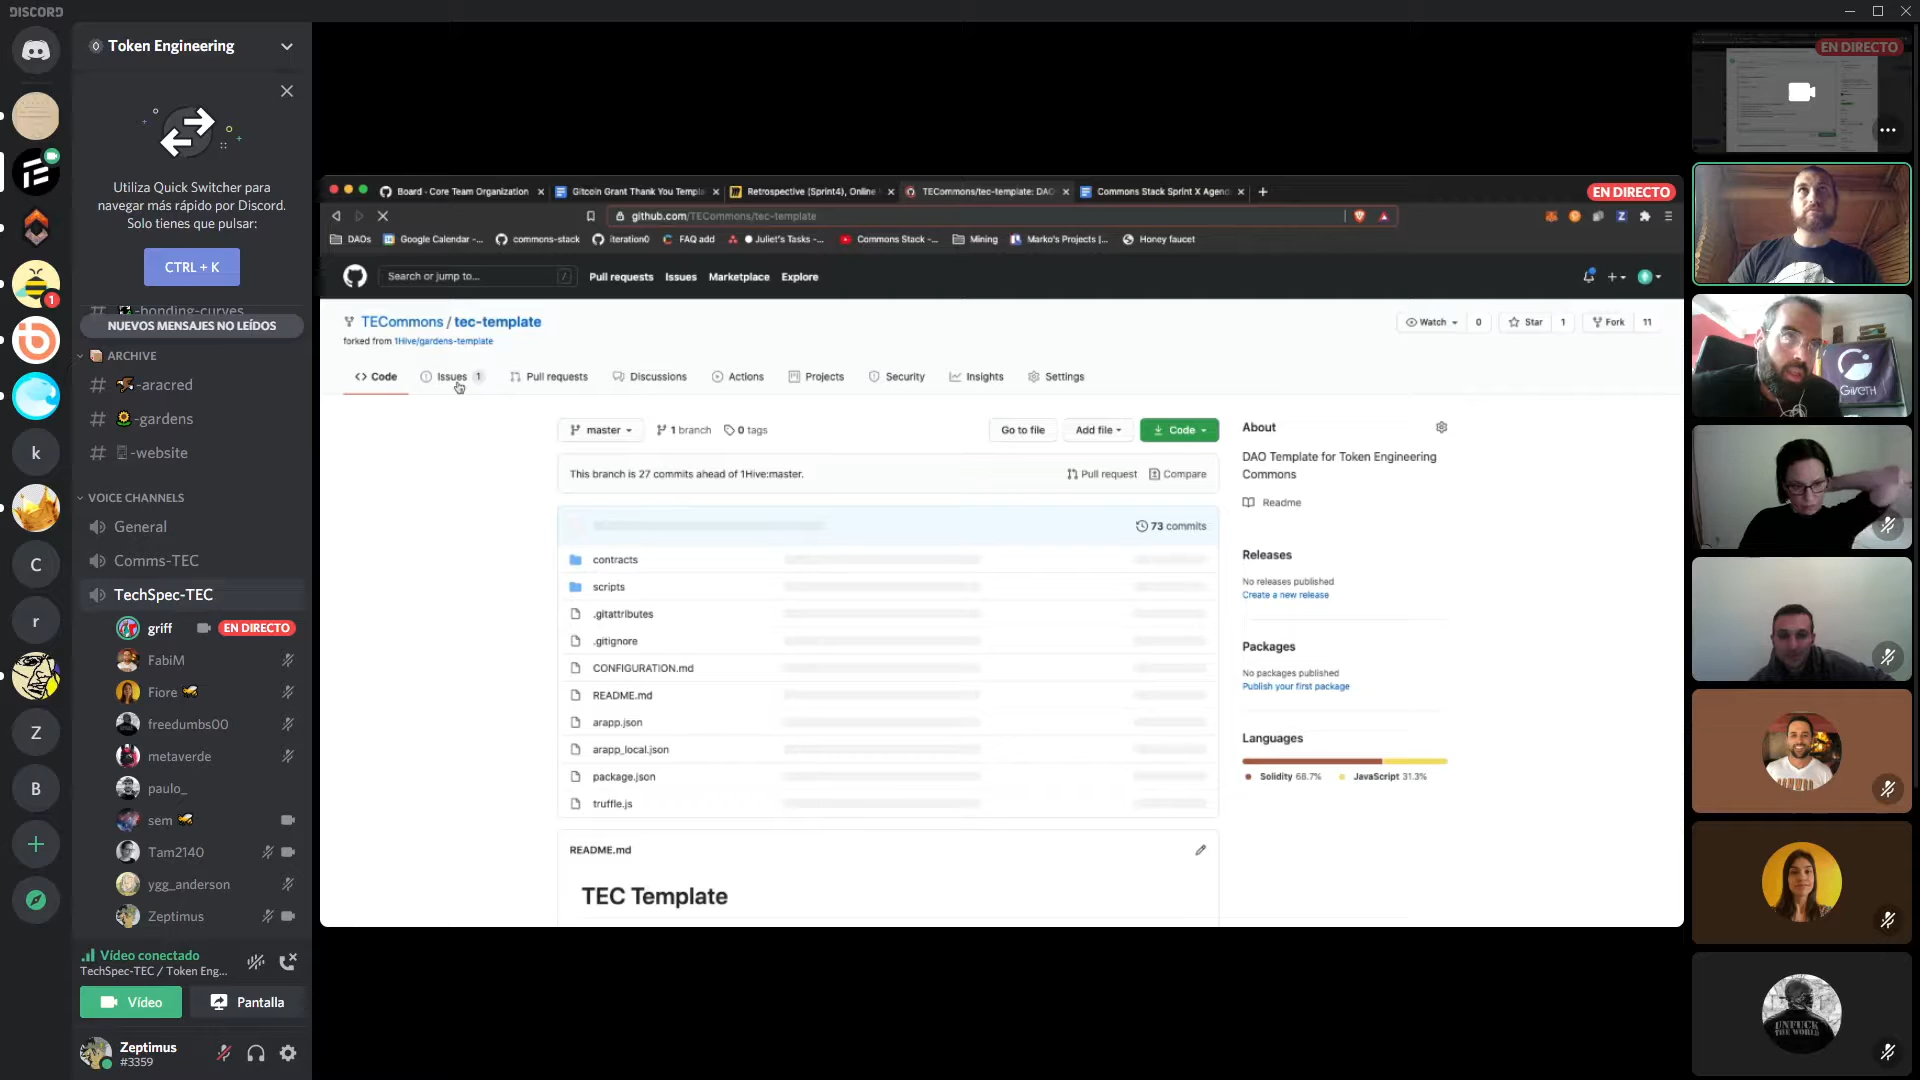 DISCORD
Token Engineering
Utiliza Quick Switcher para
navegar más rápido por Discord.
Solo tienes que pulsar:
CTRL + K
-bonding-curves
NUEVOS MENSAJES NO LEÍDOS
ARCHIVE
-aracred
-gardens
-website
VOICE CHANNELS
General
Comms-TEC
TechSpec-TEC
griff EN DIRECTO
FabiM
Fiore
freedumbs00
metaverde
paulo_
sem
Tam2140
ygg_anderson
Zeptimus
Vídeo conectado
TechSpec-TEC / Token Eng...
Vídeo Pantalla
Zeptimus
#3359
1
k
C
r
Z
B
Board - Core Team Organization Gitcoin Grant Thank You Templa Retrospective (Sprint4), Online TECommons/tec-template: DAO Commons Stack Sprint X Agend
EN DIRECTO
github.com/TECommons/tec-template
DAOs Google Calendar -... commons-stack iteration0 FAQ add Juliet's Tasks -... Commons Stack -... Mining Marko's Projects |... Honey faucet
Search or jump to... / Pull requests Issues Marketplace Explore
TECommons / tec-template
Watch 0 Star 1 Fork 11
forked from 1Hive/gardens-template
Code Issues 1 Pull requests Discussions Actions Projects Security Insights Settings
master 1 branch 0 tags Go to file Add file Code
This branch is 27 commits ahead of 1Hive:master. Pull request Compare
73 commits
contracts
scripts
.gitattributes
.gitignore
CONFIGURATION.md
README.md
arapp.json
arapp_local.json
package.json
truffle.js
README.md
TEC Template
About
DAO Template for Token Engineering
Commons
Readme
Releases
No releases published
Create a new release
Packages
No packages published
Publish your first package
Languages
Solidity 68.7% JavaScript 31.3%
EN DIRECTO
GIVETH
UNFUCK
THE WORLD